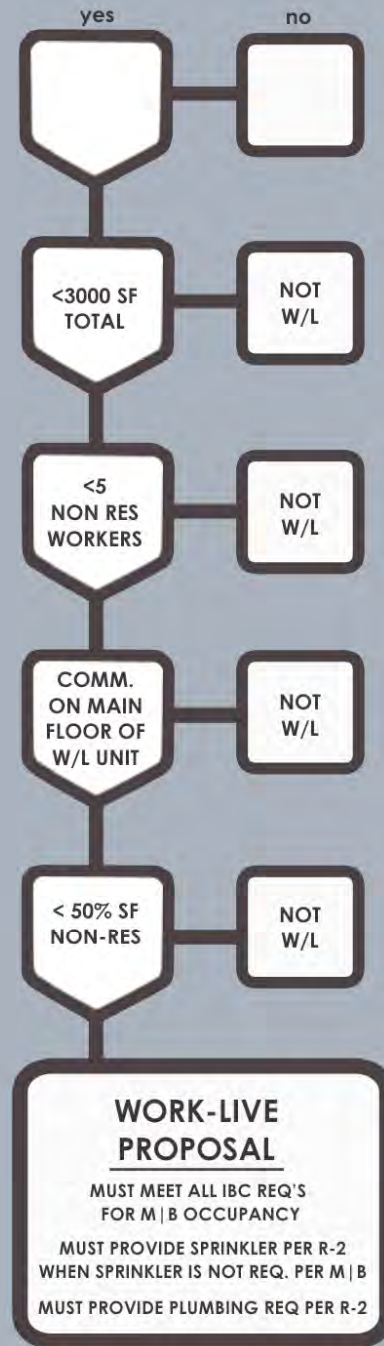 yes no
<3000 SF
TOTAL
NOT
W/L
<5
NON RES
WORKERS
NOT
W/L
COMM.
ON MAIN
FLOOR OF
W/L UNIT
NOT
W/L
< 50% SF
NON-RES
NOT
W/L
WORK-LIVE
PROPOSAL
MUST MEET ALL IBC REQ'S
FOR M|B OCCUPANCY
MUST PROVIDE SPRINKLER PER R-2
WHEN SPRINKLER IS NOT REQ. PER M|B
MUST PROVIDE PLUMBING REQ PER R-2